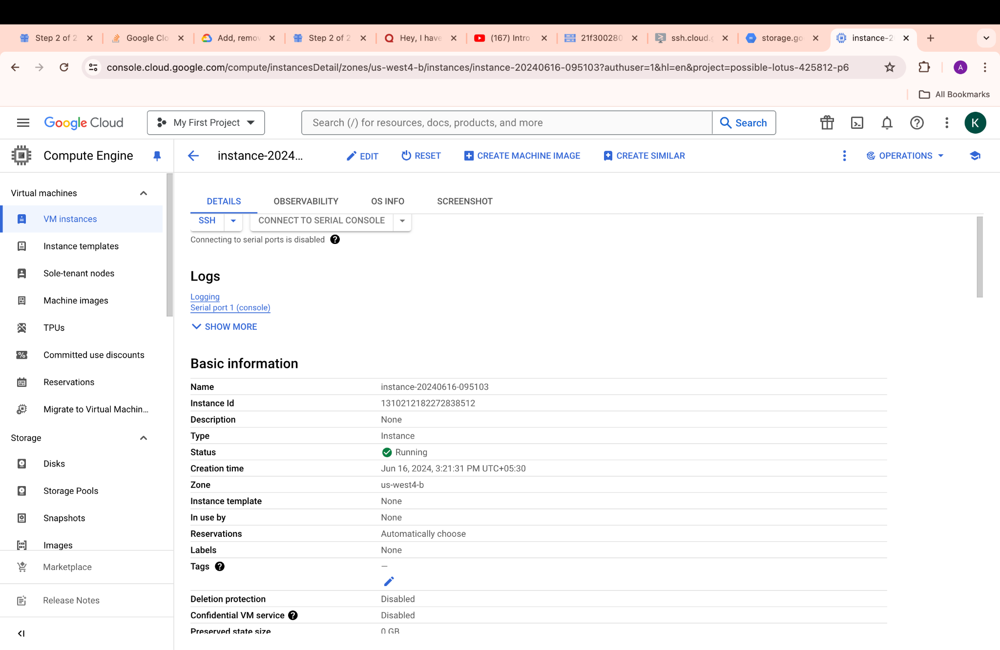 Step 2 of 2
Google Clo
Add, remov
Step 2 of 2
Hey, I have
(167) Intro
21f300280
ssh.cloud.g
storage.go
instance-2
console.cloud.google.com/compute/instancesDetail/zones/us-west4-b/instances/instance-20240616-095103?authuser=1&hl=en&project=possible-lotus-425812-p6
A
All Bookmarks
Google Cloud
My First Project
Search (/) for resources, docs, products, and more
Search
K
Compute Engine
instance-2024...
EDIT
RESET
CREATE MACHINE IMAGE
CREATE SIMILAR
OPERATIONS
Virtual machines
VM instances
Instance templates
Sole-tenant nodes
Machine images
TPUs
Committed use discounts
Reservations
Migrate to Virtual Machin...
Storage
Disks
Storage Pools
Snapshots
Images
Marketplace
Release Notes
DETAILS
OBSERVABILITY
OS INFO
SCREENSHOT
SSH
CONNECT TO SERIAL CONSOLE
Connecting to serial ports is disabled
Logs
Logging
Serial port 1 (console)
SHOW MORE
Basic information
Name instance-20240616-095103
Instance Id 1310212182272838512
Description None
Type Instance
Status Running
Creation time Jun 16, 2024, 3:21:31 PM UTC+05:30
Zone us-west4-b
Instance template None
In use by None
Reservations Automatically choose
Labels None
Tags —
Deletion protection Disabled
Confidential VM service Disabled
Preserved state size 0 GB